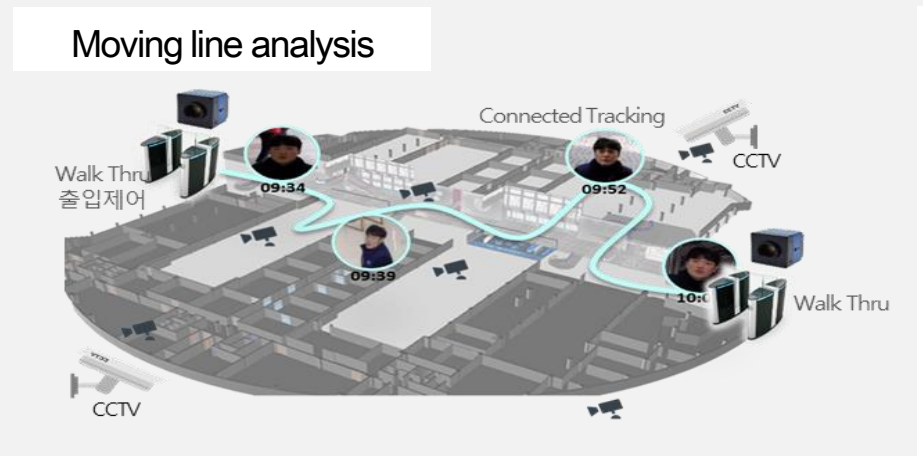 Moving line analysis
Connected Tracking
CCTV
Walk Thru
출입제어
09:34
09:52
09:39
Walk Thru
CCTV